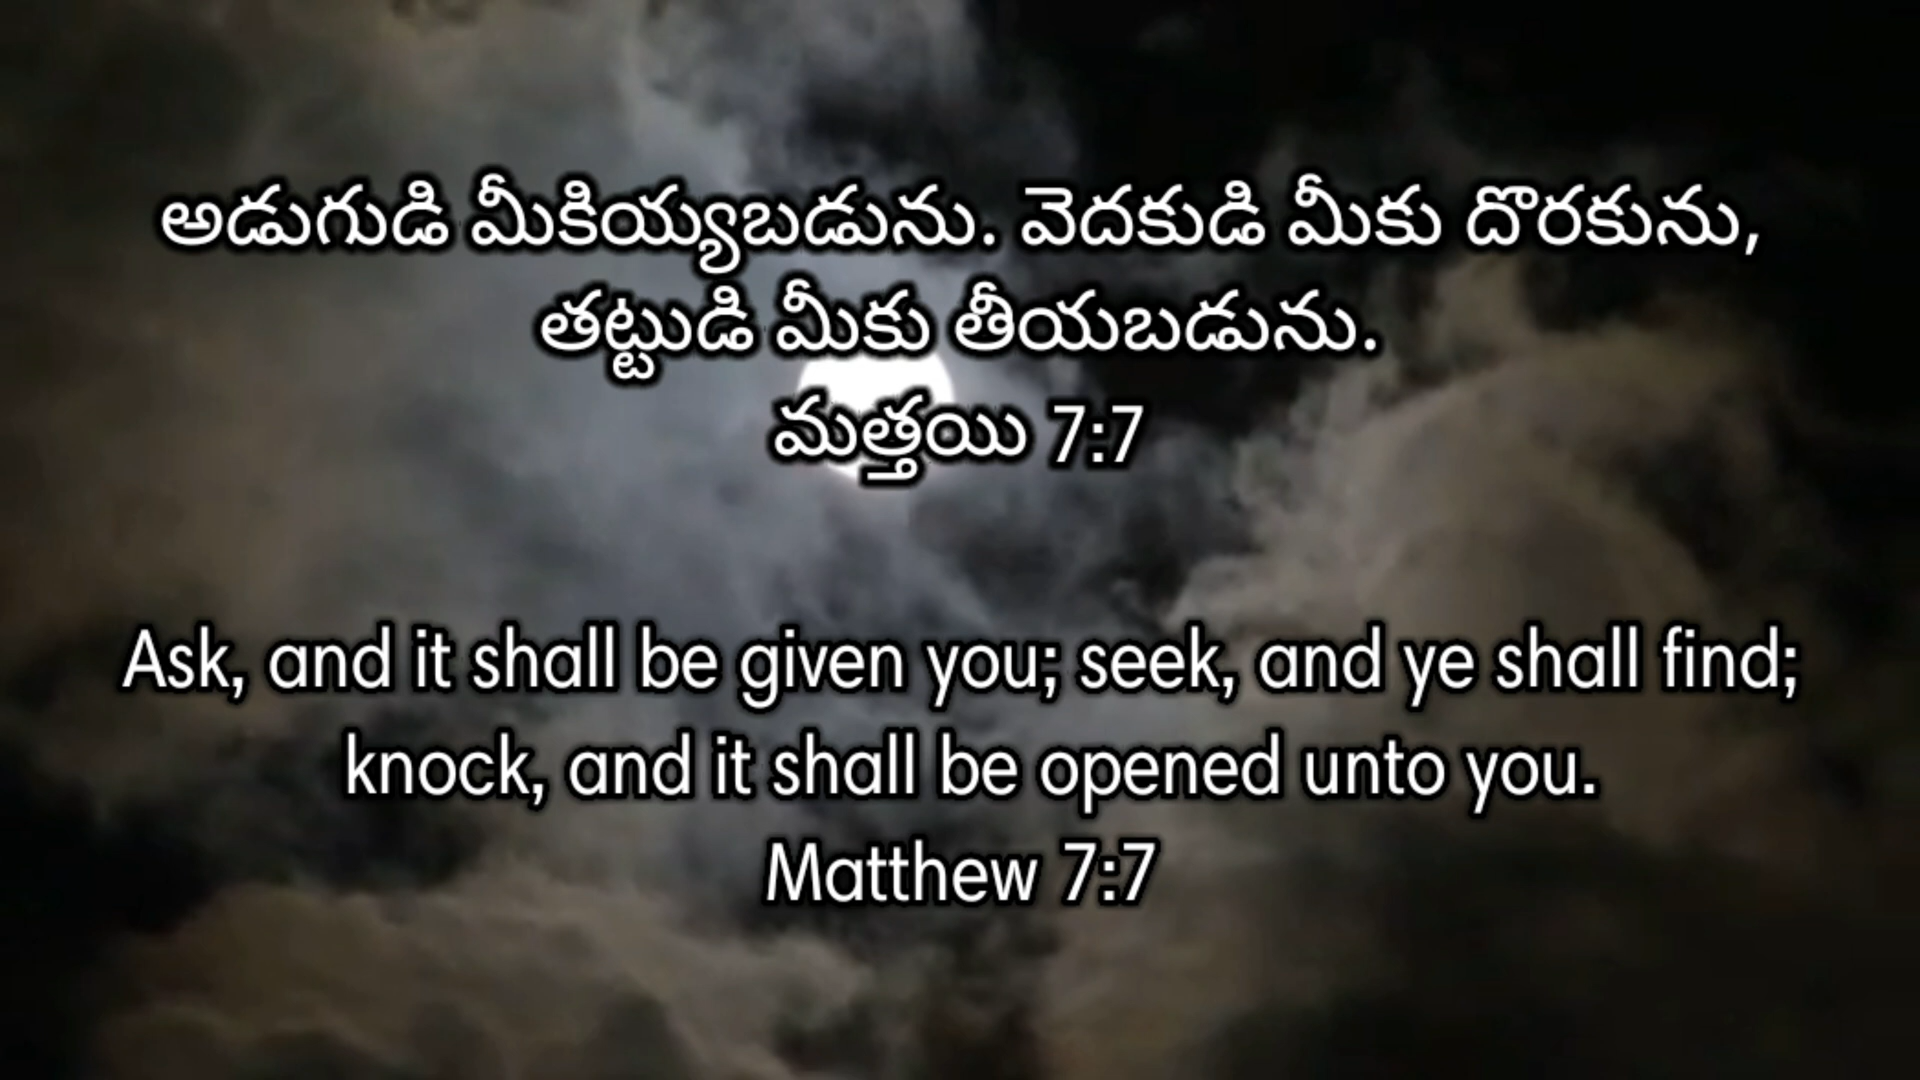 అడుగుడి మీకియ్యబడును. వెదకుడి మీకు దొరకును,
తట్టుడి మీకు తీయబడును.
మత్తయి 7:7
Ask, and it shall be given you; seek, and ye shall find;
knock, and it shall be opened unto you.
Matthew 7:7